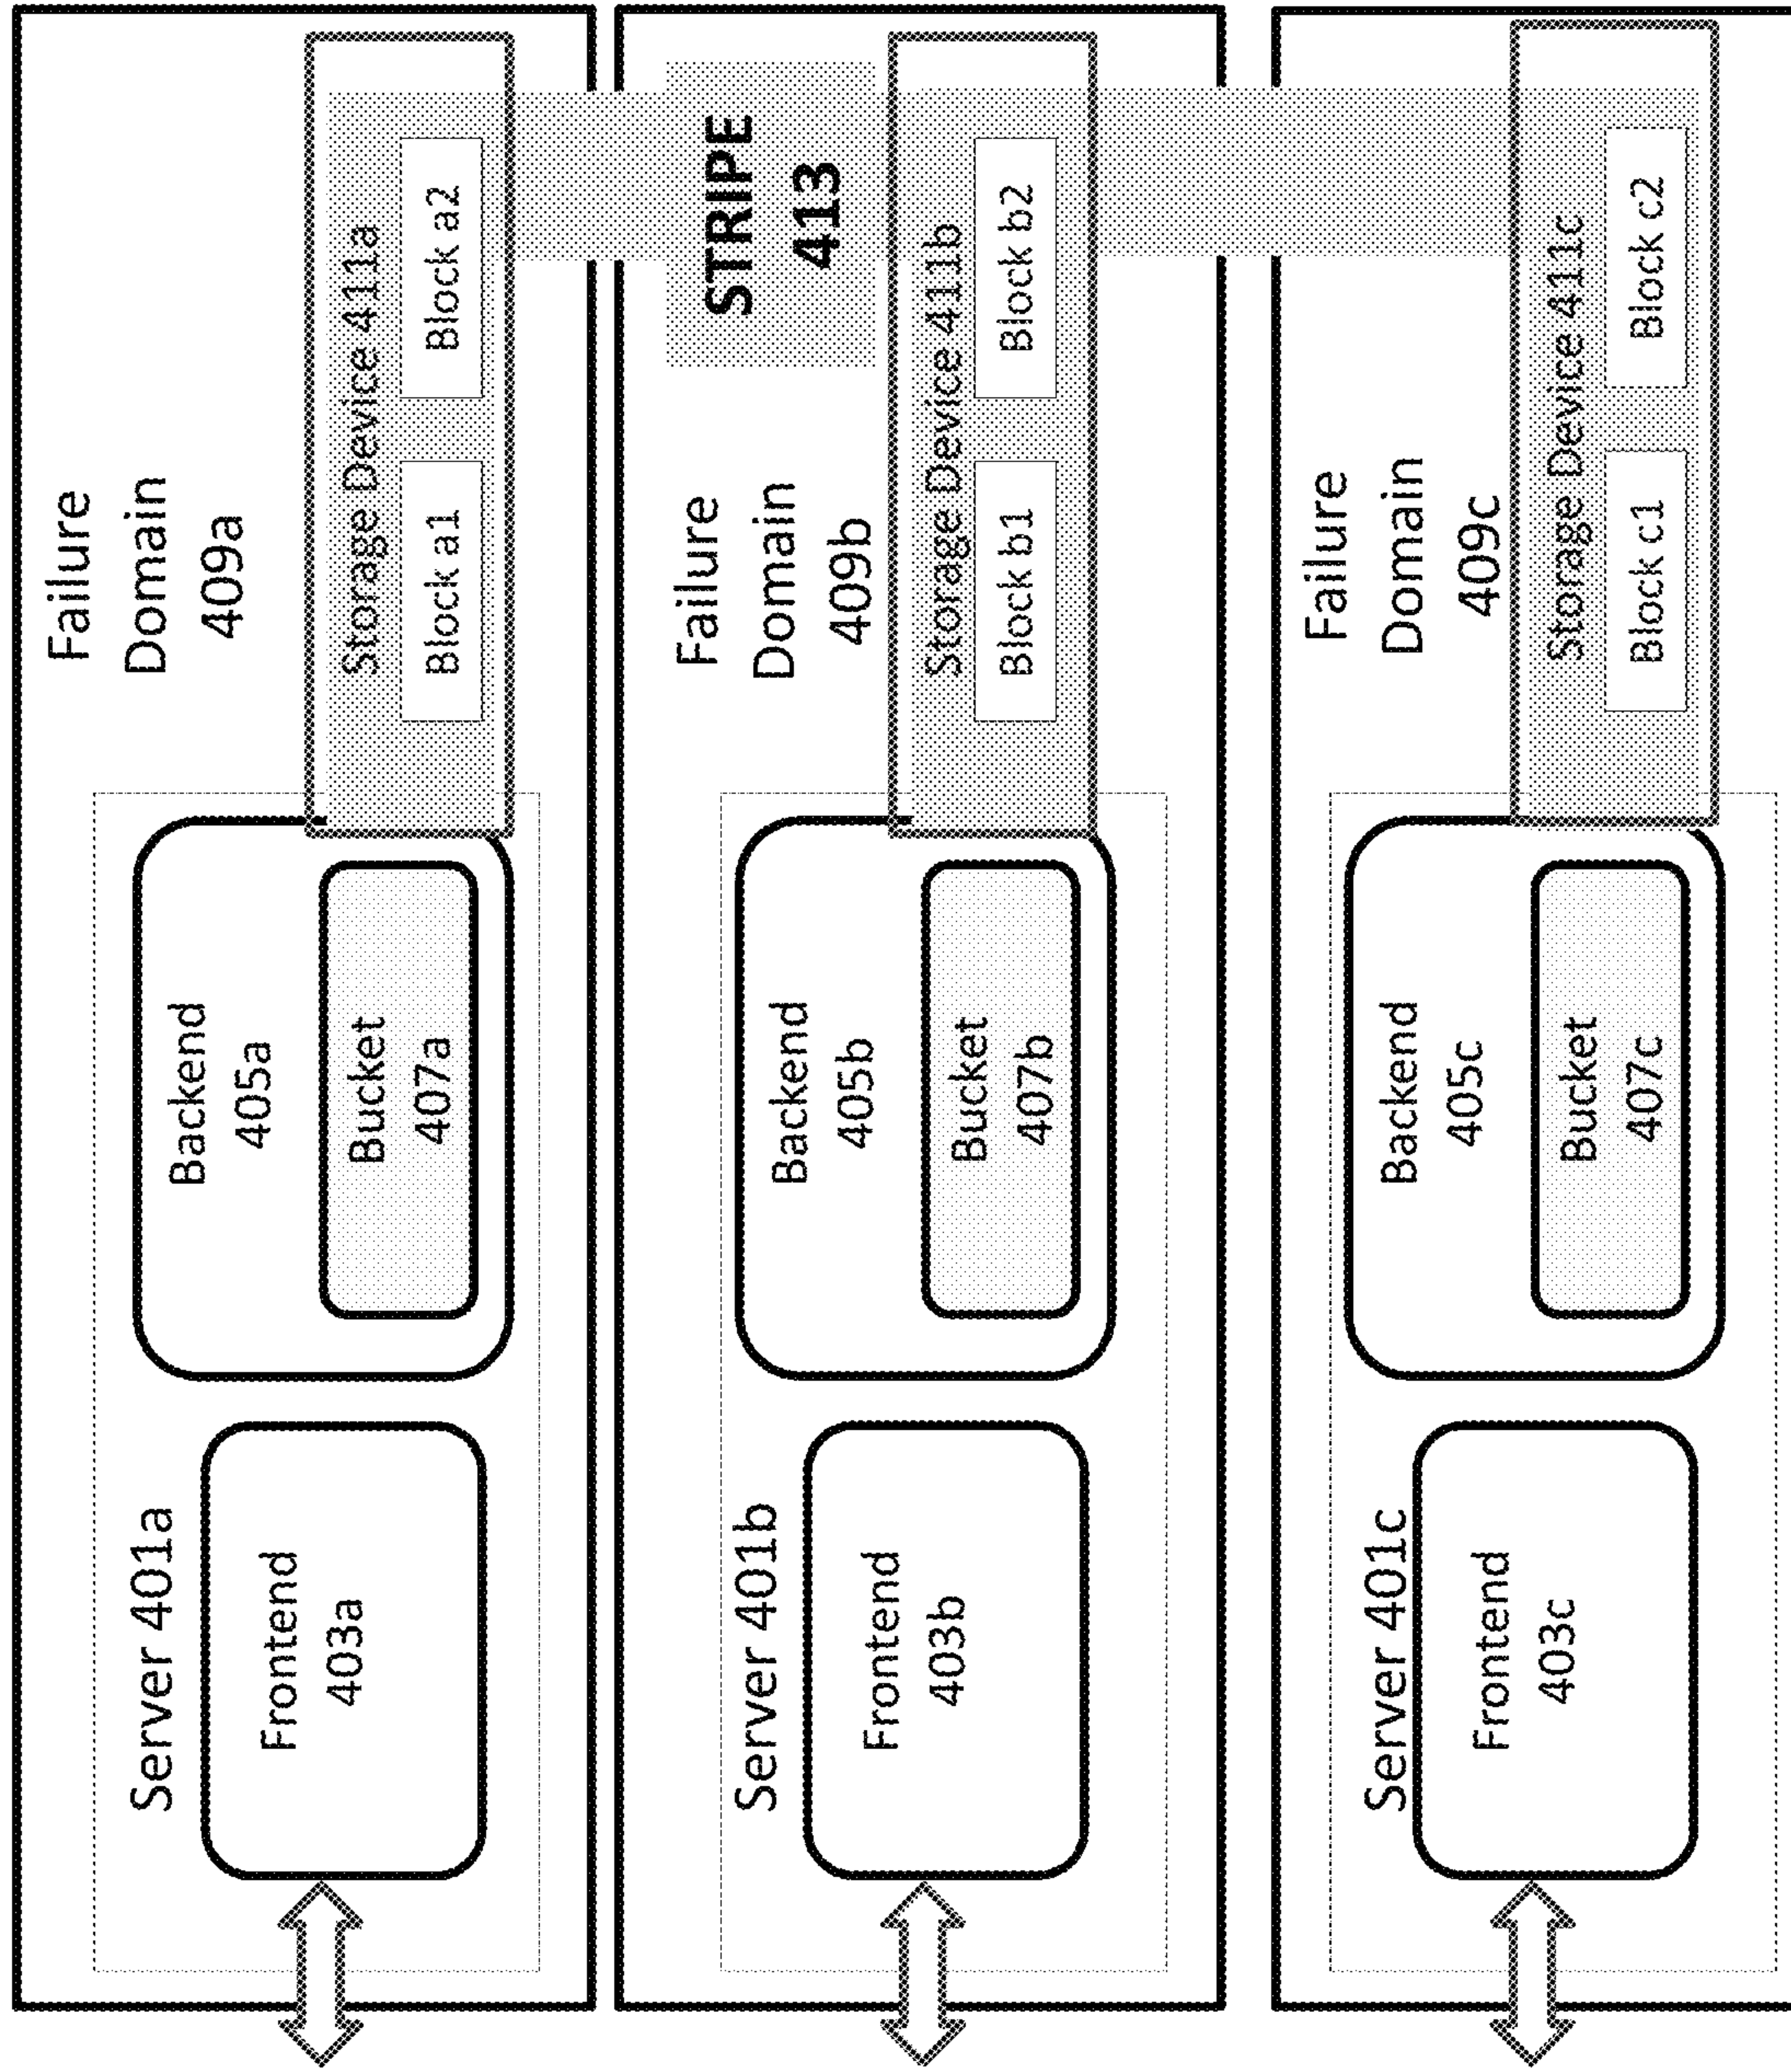 Failure
Domain
409a
Server 401a
Frontend
403a
Backend
405a
Bucket
407a
Storage Device 411a
Block a1
Block a2
STRIPE
413
Failure
Domain
409b
Server 401b
Frontend
403b
Backend
405b
Bucket
407b
Storage Device 411b
Block b1
Block b2
Failure
Domain
409c
Server 401c
Frontend
403c
Backend
405c
Bucket
407c
Storage Device 411c
Block c1
Block c2